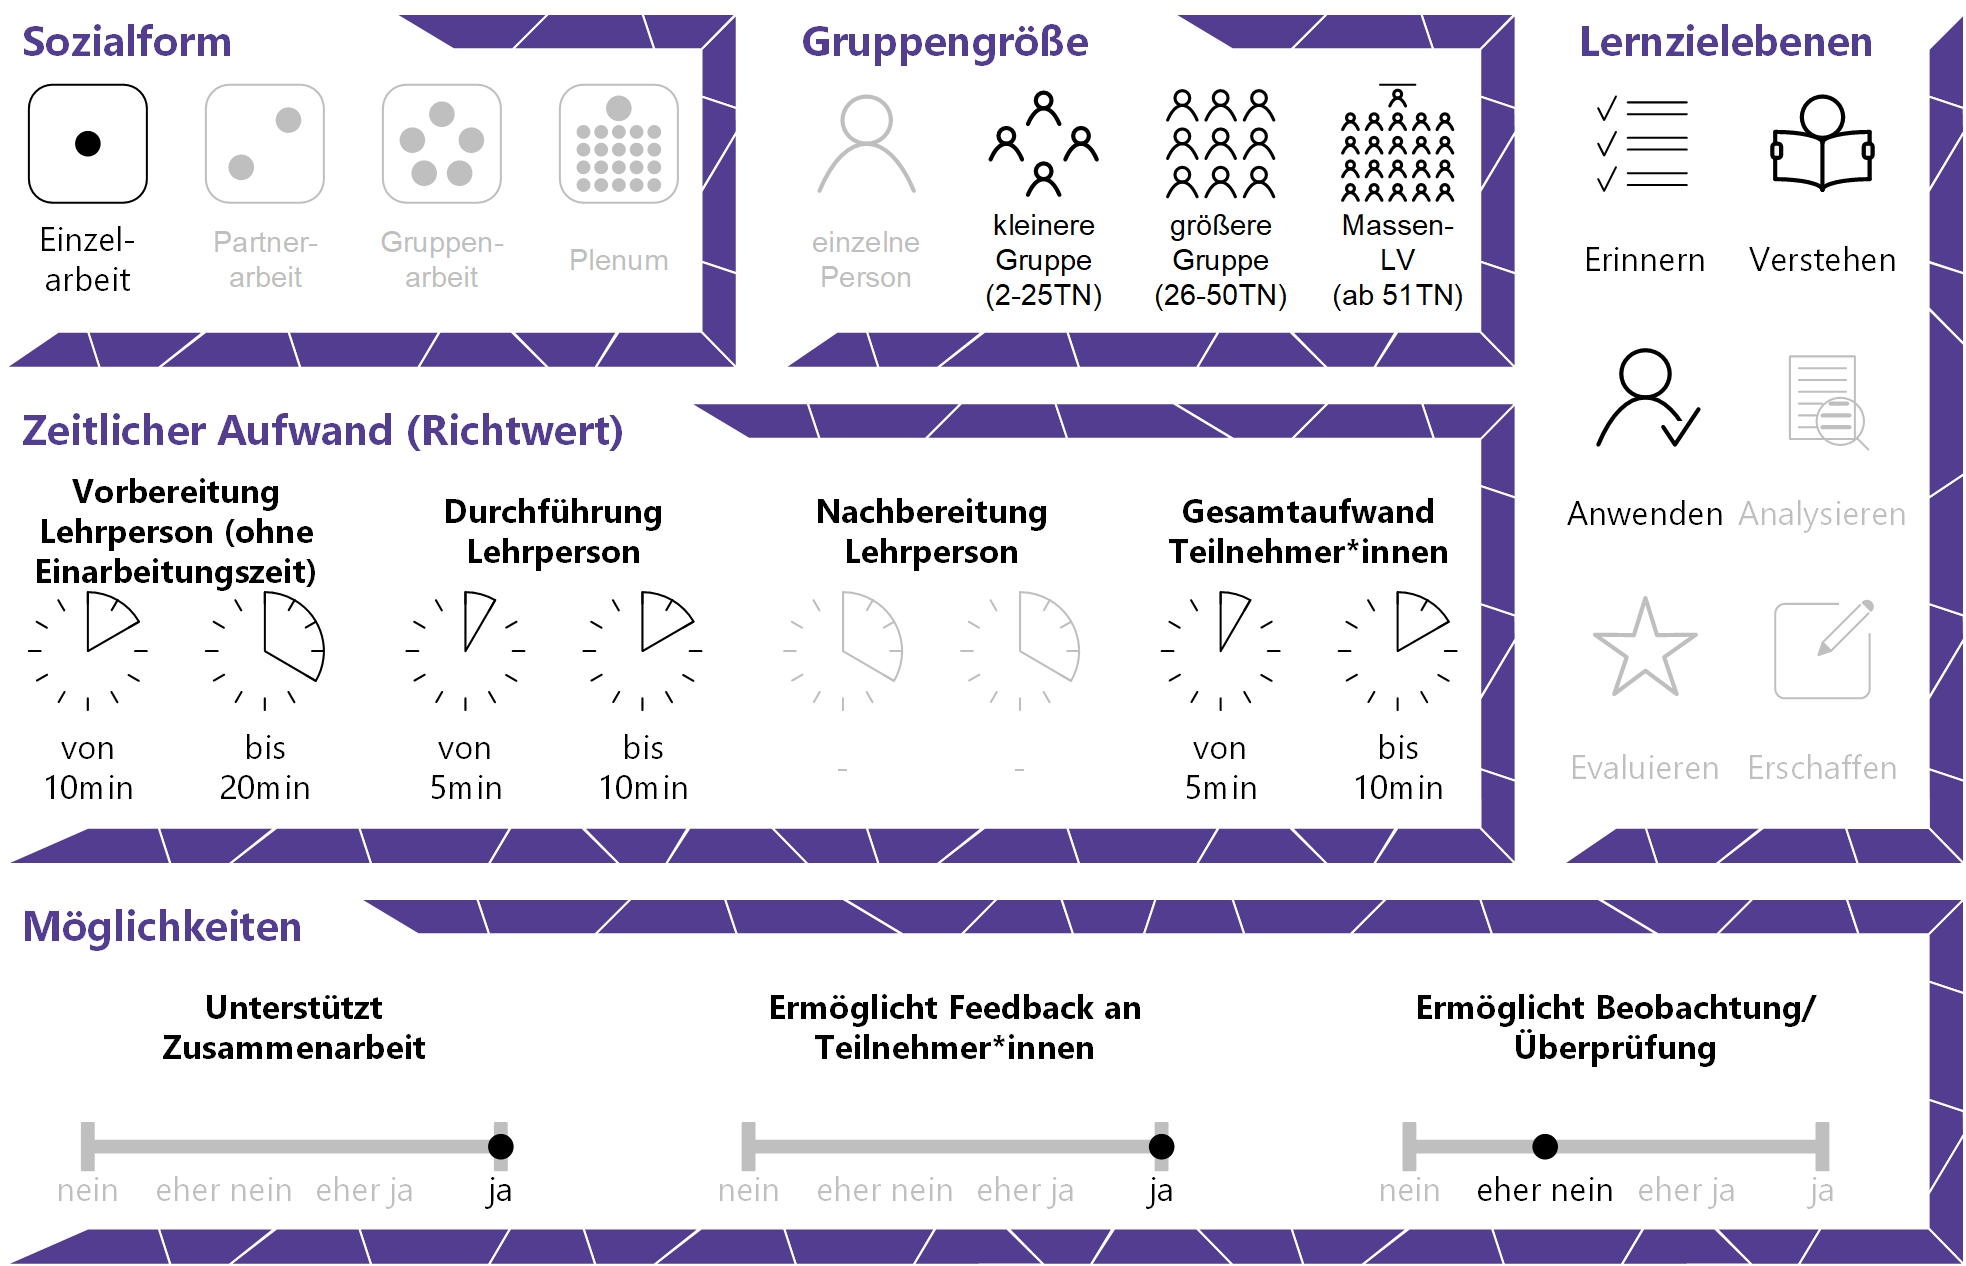 Sozialform
Einzel-
arbeit
Partner-
arbeit
Gruppen-
arbeit
Plenum
Gruppengröße
einzelne
Person
kleinere
Gruppe
(2-25TN)
größere
Gruppe
(26-50TN)
Massen-
LV
(ab 51TN)
Lernzielebenen
Erinnern
Verstehen
Anwenden
Analysieren
Evaluieren
Erschaffen
Zeitlicher Aufwand (Richtwert)
Vorbereitung
Lehrperson (ohne
Einarbeitungszeit)
von
10min
bis
20min
Durchführung
Lehrperson
von
5min
bis
10min
Nachbereitung
Lehrperson
-
-
Gesamtaufwand
Teilnehmer*innen
von
5min
bis
10min
Möglichkeiten
Unterstützt
Zusammenarbeit
nein eher nein eher ja ja
Ermöglicht Feedback an
Teilnehmer*innen
nein eher nein eher ja ja
Ermöglicht Beobachtung/
Überprüfung
nein eher nein eher ja ja